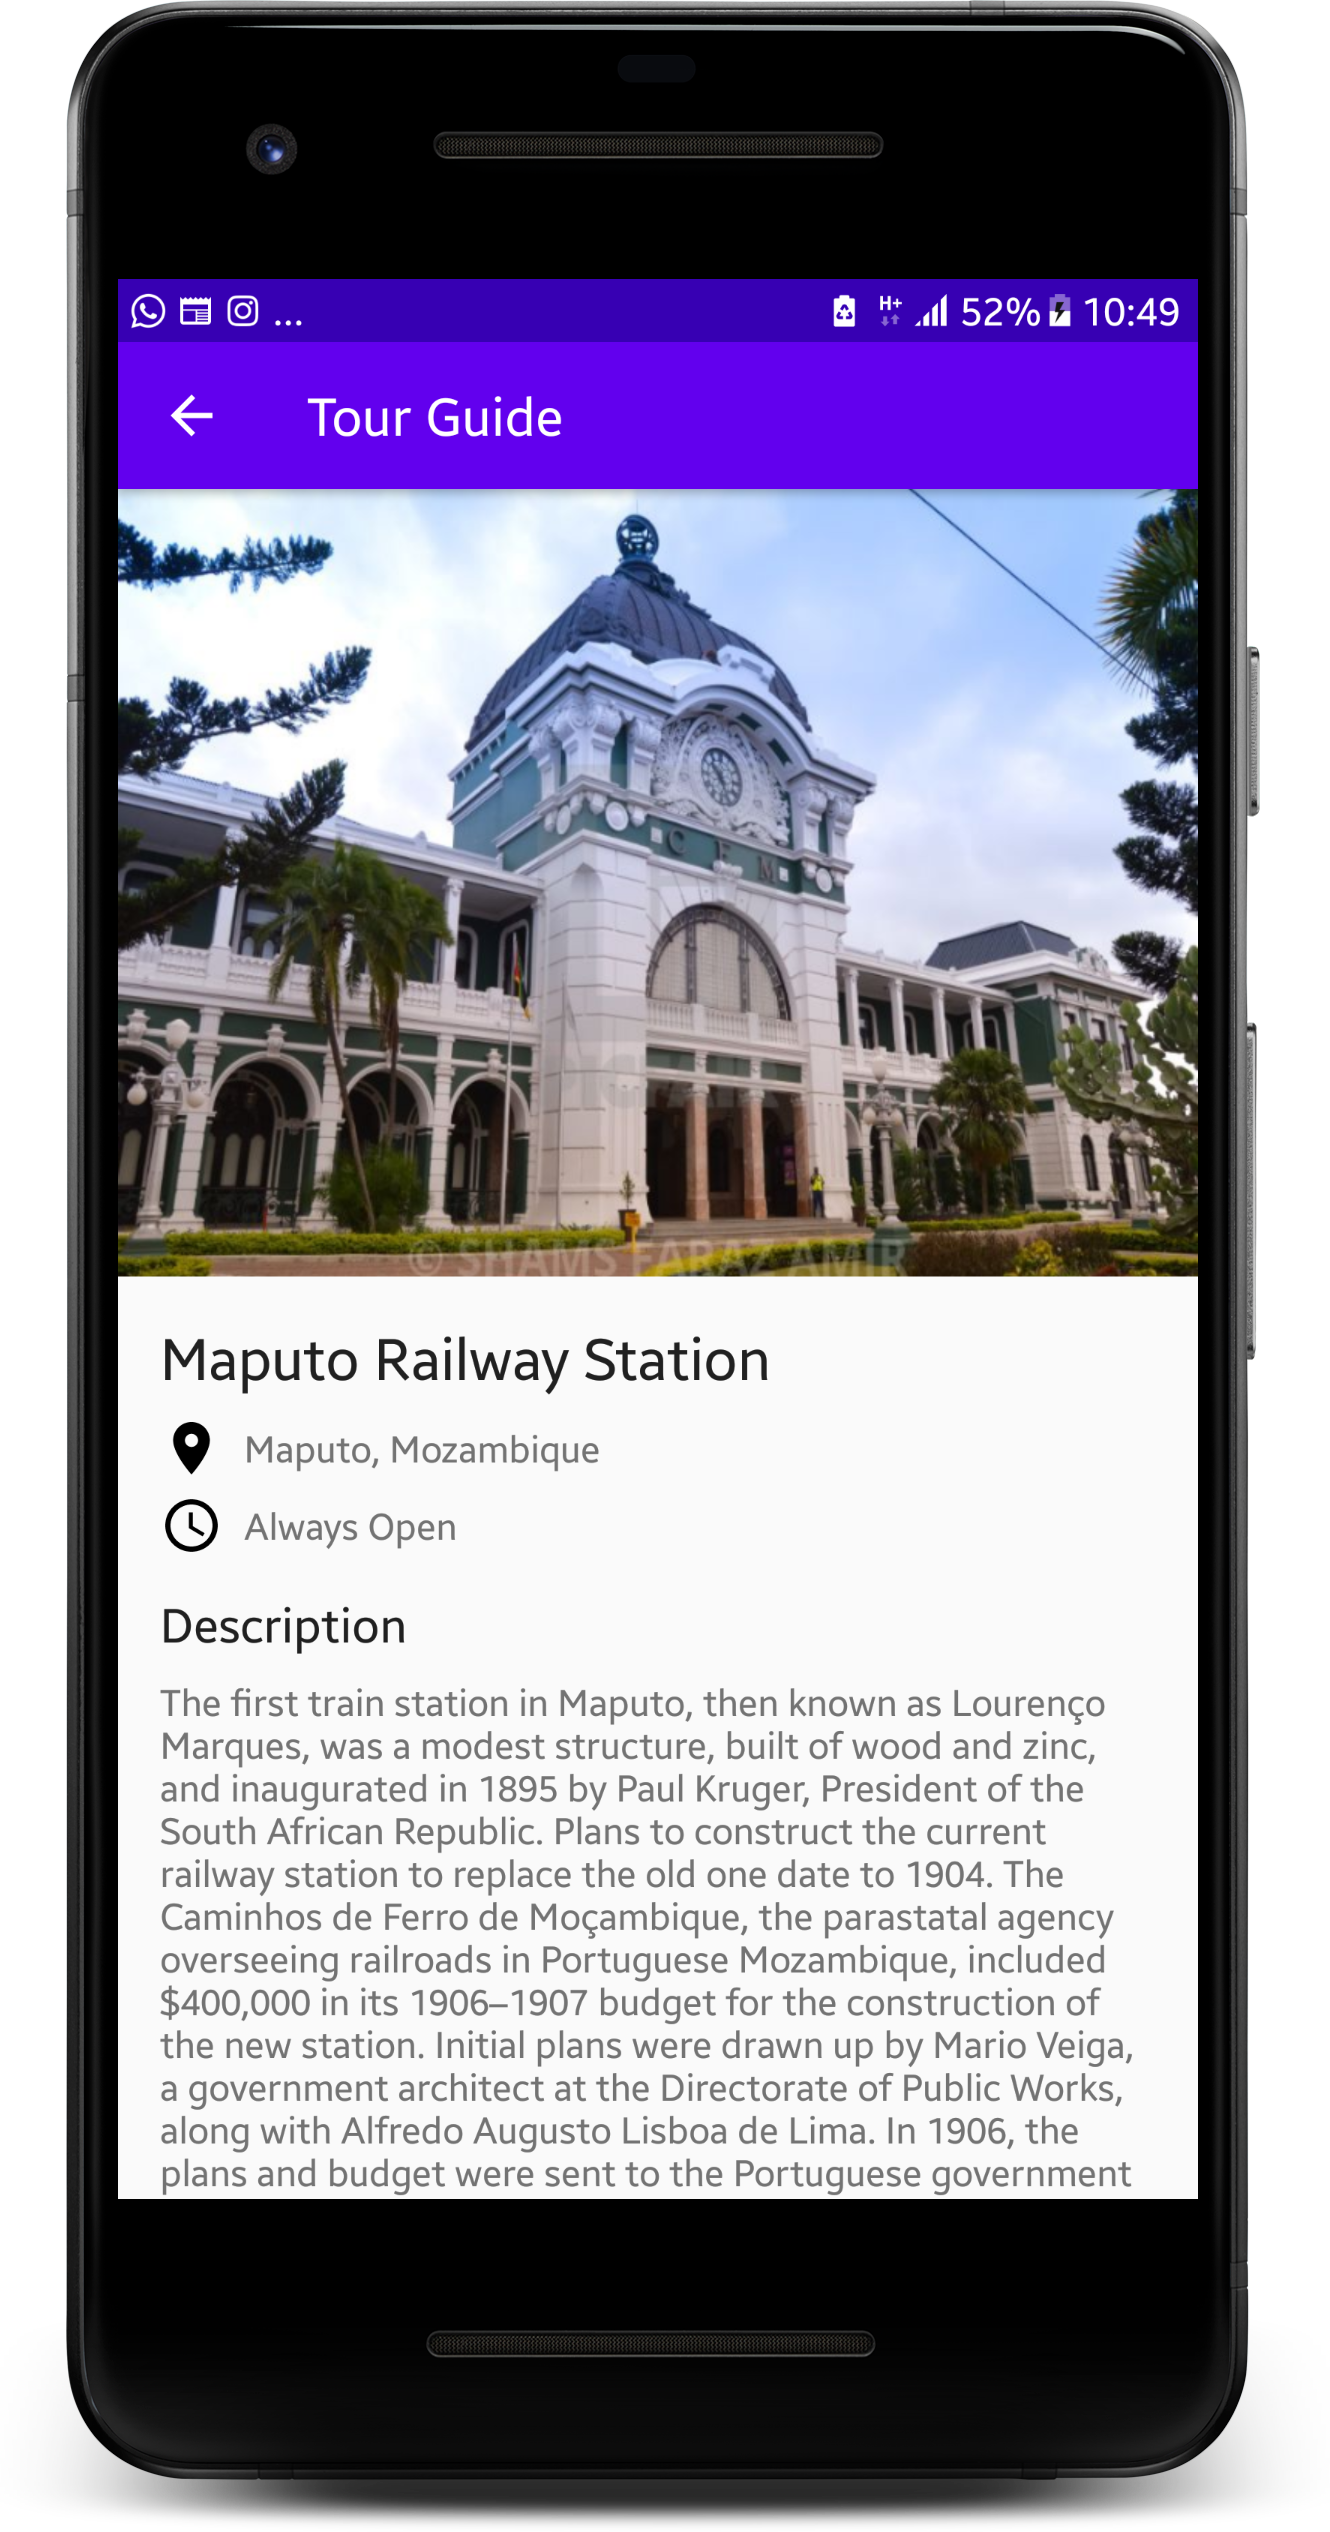 ... H+ 52% 10:49
Tour Guide
C F M
© SHAMS FARAZ AMIR
Maputo Railway Station
Maputo, Mozambique
Always Open
Description
The first train station in Maputo, then known as Lourenço
Marques, was a modest structure, built of wood and zinc,
and inaugurated in 1895 by Paul Kruger, President of the
South African Republic. Plans to construct the current
railway station to replace the old one date to 1904. The
Caminhos de Ferro de Moçambique, the parastatal agency
overseeing railroads in Portuguese Mozambique, included
$400,000 in its 1906–1907 budget for the construction of
the new station. Initial plans were drawn up by Mario Veiga,
a government architect at the Directorate of Public Works,
along with Alfredo Augusto Lisboa de Lima. In 1906, the
plans and budget were sent to the Portuguese government